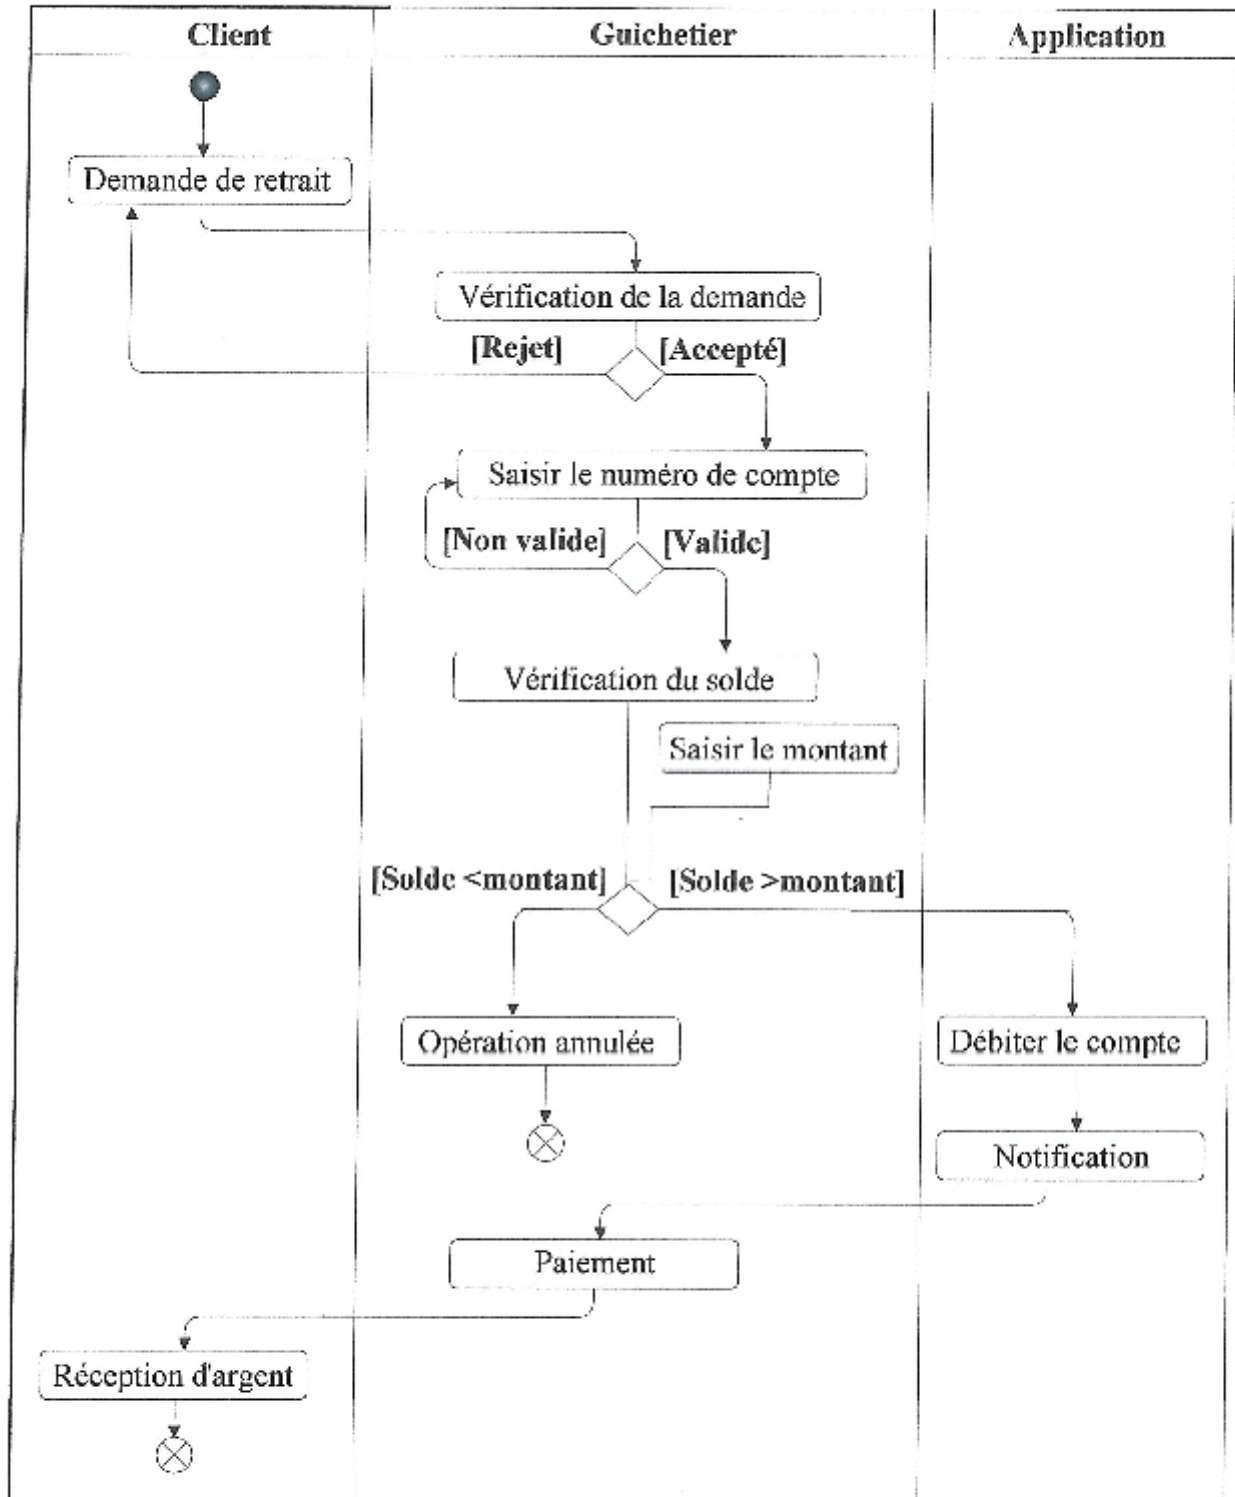 Client
Guichetier
Application
Demande de retrait
Vérification de la demande
[Rejet]
[Accepté]
Saisir le numéro de compte
[Non valide]
[Valide]
Vérification du solde
Saisir le montant
[Solde <montant]
[Solde >montant]
Opération annulée
Débiter le compte
Notification
Paiement
Réception d'argent